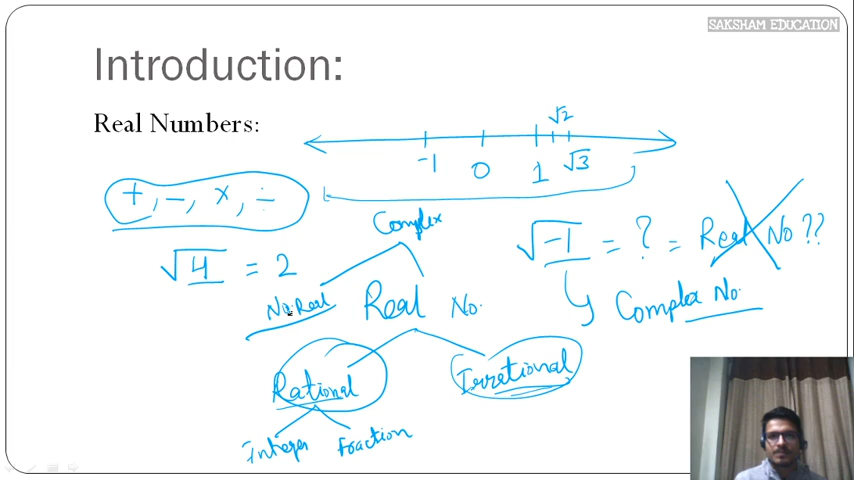 SAKSHAM EDUCATION
Introduction:
Real Numbers:
√2
-1 0 1 √3
+, -, ×, ÷
Complex
√-1 = ? = Real No ??
√4 = 2
No. Real Real No.
Complex No.
Rational Irrational
Integer Fraction